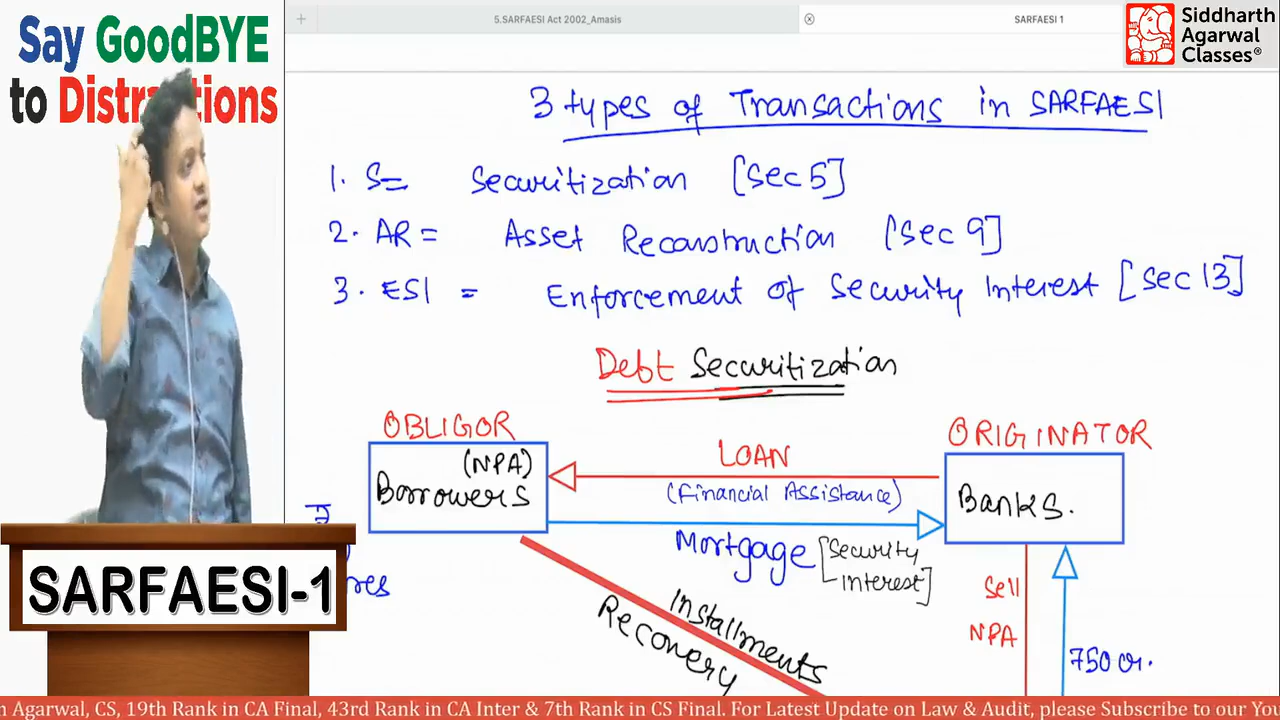 Say GoodBYE
to Distractions
5.SARFAESI Act 2002_Amasis
SARFAESI 1
Siddharth
Agarwal
Classes®
3 types of Transactions in SARFAESI
1. S= Securitization [Sec 5]
2. AR = Asset Reconstruction [Sec 9]
3. ESI = Enforcement of Security Interest [Sec 13]
Debt Securitization
OBLIGOR
(NPA)
Borrowers
LOAN
(Financial Assistance)
Mortgage [Security
Interest]
ORIGINATOR
Banks.
Installments
Recovery
Sell
NPA
750 cr.
SARFAESI-1
n Agarwal, CS, 19th Rank in CA Final, 43rd Rank in CA Inter & 7th Rank in CS Final. For Latest Update on Law & Audit, please Subscribe to our You